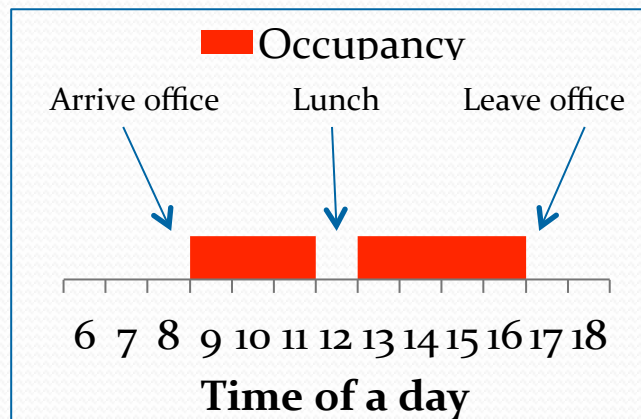 Occupancy
Arrive office Lunch Leave office
6 7 8 9 10 11 12 13 14 15 16 17 18
Time of a day